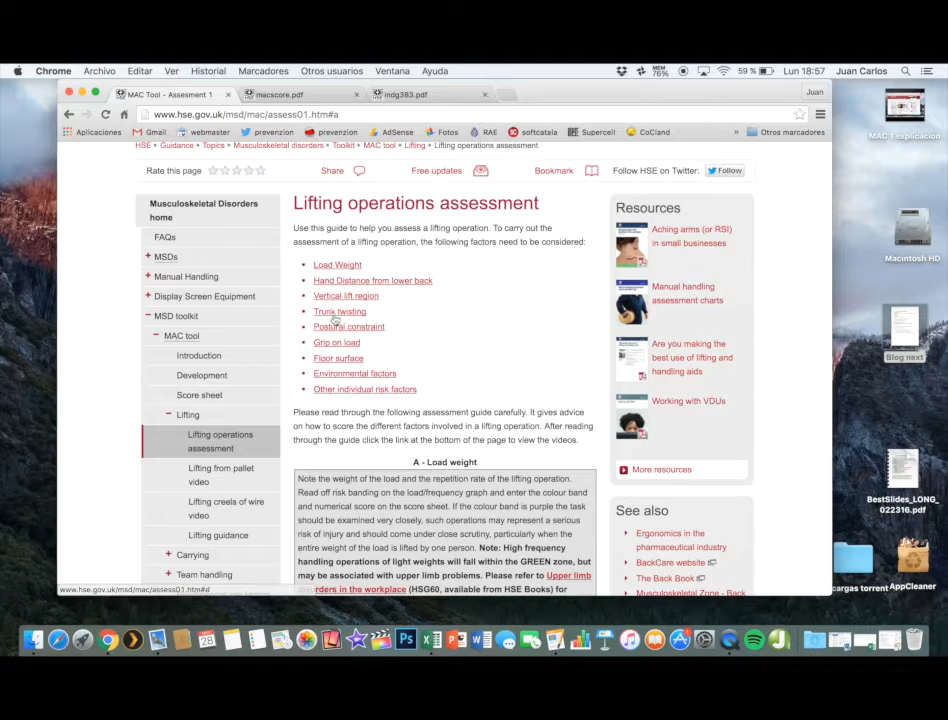 Chrome Archivo Editar Ver Historial Marcadores Otros usuarios Ventana Ayuda MEM 76% 59 % Lun 18:57 Juan Carlos
MAC Tool - Assesment 1 macscore.pdf indg383.pdf Juan
www.hse.gov.uk/msd/mac/assess01.htm#a
Aplicaciones Gmail webmaster prevenzion prevenzion AdSense Fotos RAE softcatala Supercell CoCland » Otros marcadores
HSE > Guidance > Topics > Musculoskeletal disorders > Toolkit > MAC tool > Lifting > Lifting operations assessment
Rate this page Share Free updates Bookmark Follow HSE on Twitter: Follow
Musculoskeletal Disorders
home
FAQs
MSDs
Manual Handling
Display Screen Equipment
MSD toolkit
MAC tool
Introduction
Development
Score sheet
Lifting
Lifting operations
assessment
Lifting from pallet
video
Lifting creels of wire
video
Lifting guidance
Carrying
Team handling
Lifting operations assessment
Use this guide to help you assess a lifting operation. To carry out the
assessment of a lifting operation, the following factors need to be considered:
Load Weight
Hand Distance from lower back
Vertical lift region
Trunk twisting
Postural constraint
Grip on load
Floor surface
Environmental factors
Other individual risk factors
Please read through the following assessment guide carefully. It gives advice
on how to score the different factors involved in a lifting operation. After reading
through the guide click the link at the bottom of the page to view the videos.
A - Load weight
Note the weight of the load and the repetition rate of the lifting operation.
Read off risk banding on the load/frequency graph and enter the colour band
and numerical score on the score sheet. If the colour band is purple the task
should be examined very closely, such operations may represent a serious
risk of injury and should come under close scrutiny, particularly when the
entire weight of the load is lifted by one person. Note: High frequency
handling operations of light weights will fall within the GREEN zone, but
may be associated with upper limb problems. Please refer to Upper limb
rders in the workplace (HSG60, available from HSE Books) for
Resources
Aching arms (or RSI)
in small businesses
Manual handling
assessment charts
Are you making the
best use of lifting and
handling aids
Working with VDUs
More resources
See also
Ergonomics in the
pharmaceutical industry
BackCare website
The Back Book
Musculoskeletal Zone - Back
www.hse.gov.uk/msd/mac/assess01.htm#d
MAC 1 explicacion
Macintosh HD
Blog next
BestSlides_LONG_
022316.pdf
cargas torrent
AppCleaner
28
Ps